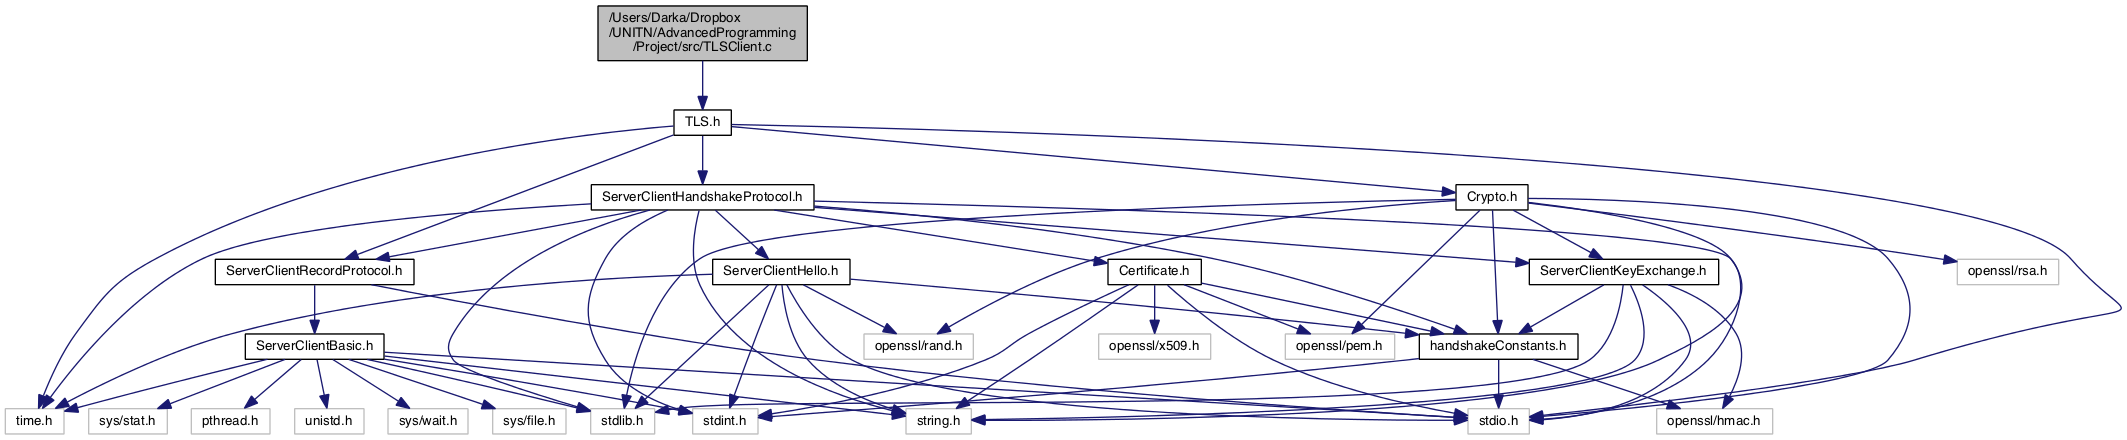 /Users/Darka/Dropbox
/UNITN/AdvancedProgramming
/Project/src/TLSClient.c
TLS.h
ServerClientHandshakeProtocol.h
Crypto.h
ServerClientRecordProtocol.h
ServerClientHello.h
Certificate.h
ServerClientKeyExchange.h
openssl/rsa.h
ServerClientBasic.h
openssl/rand.h
openssl/x509.h
openssl/pem.h
handshakeConstants.h
time.h
sys/stat.h
pthread.h
unistd.h
sys/wait.h
sys/file.h
stdlib.h
stdint.h
string.h
stdio.h
openssl/hmac.h